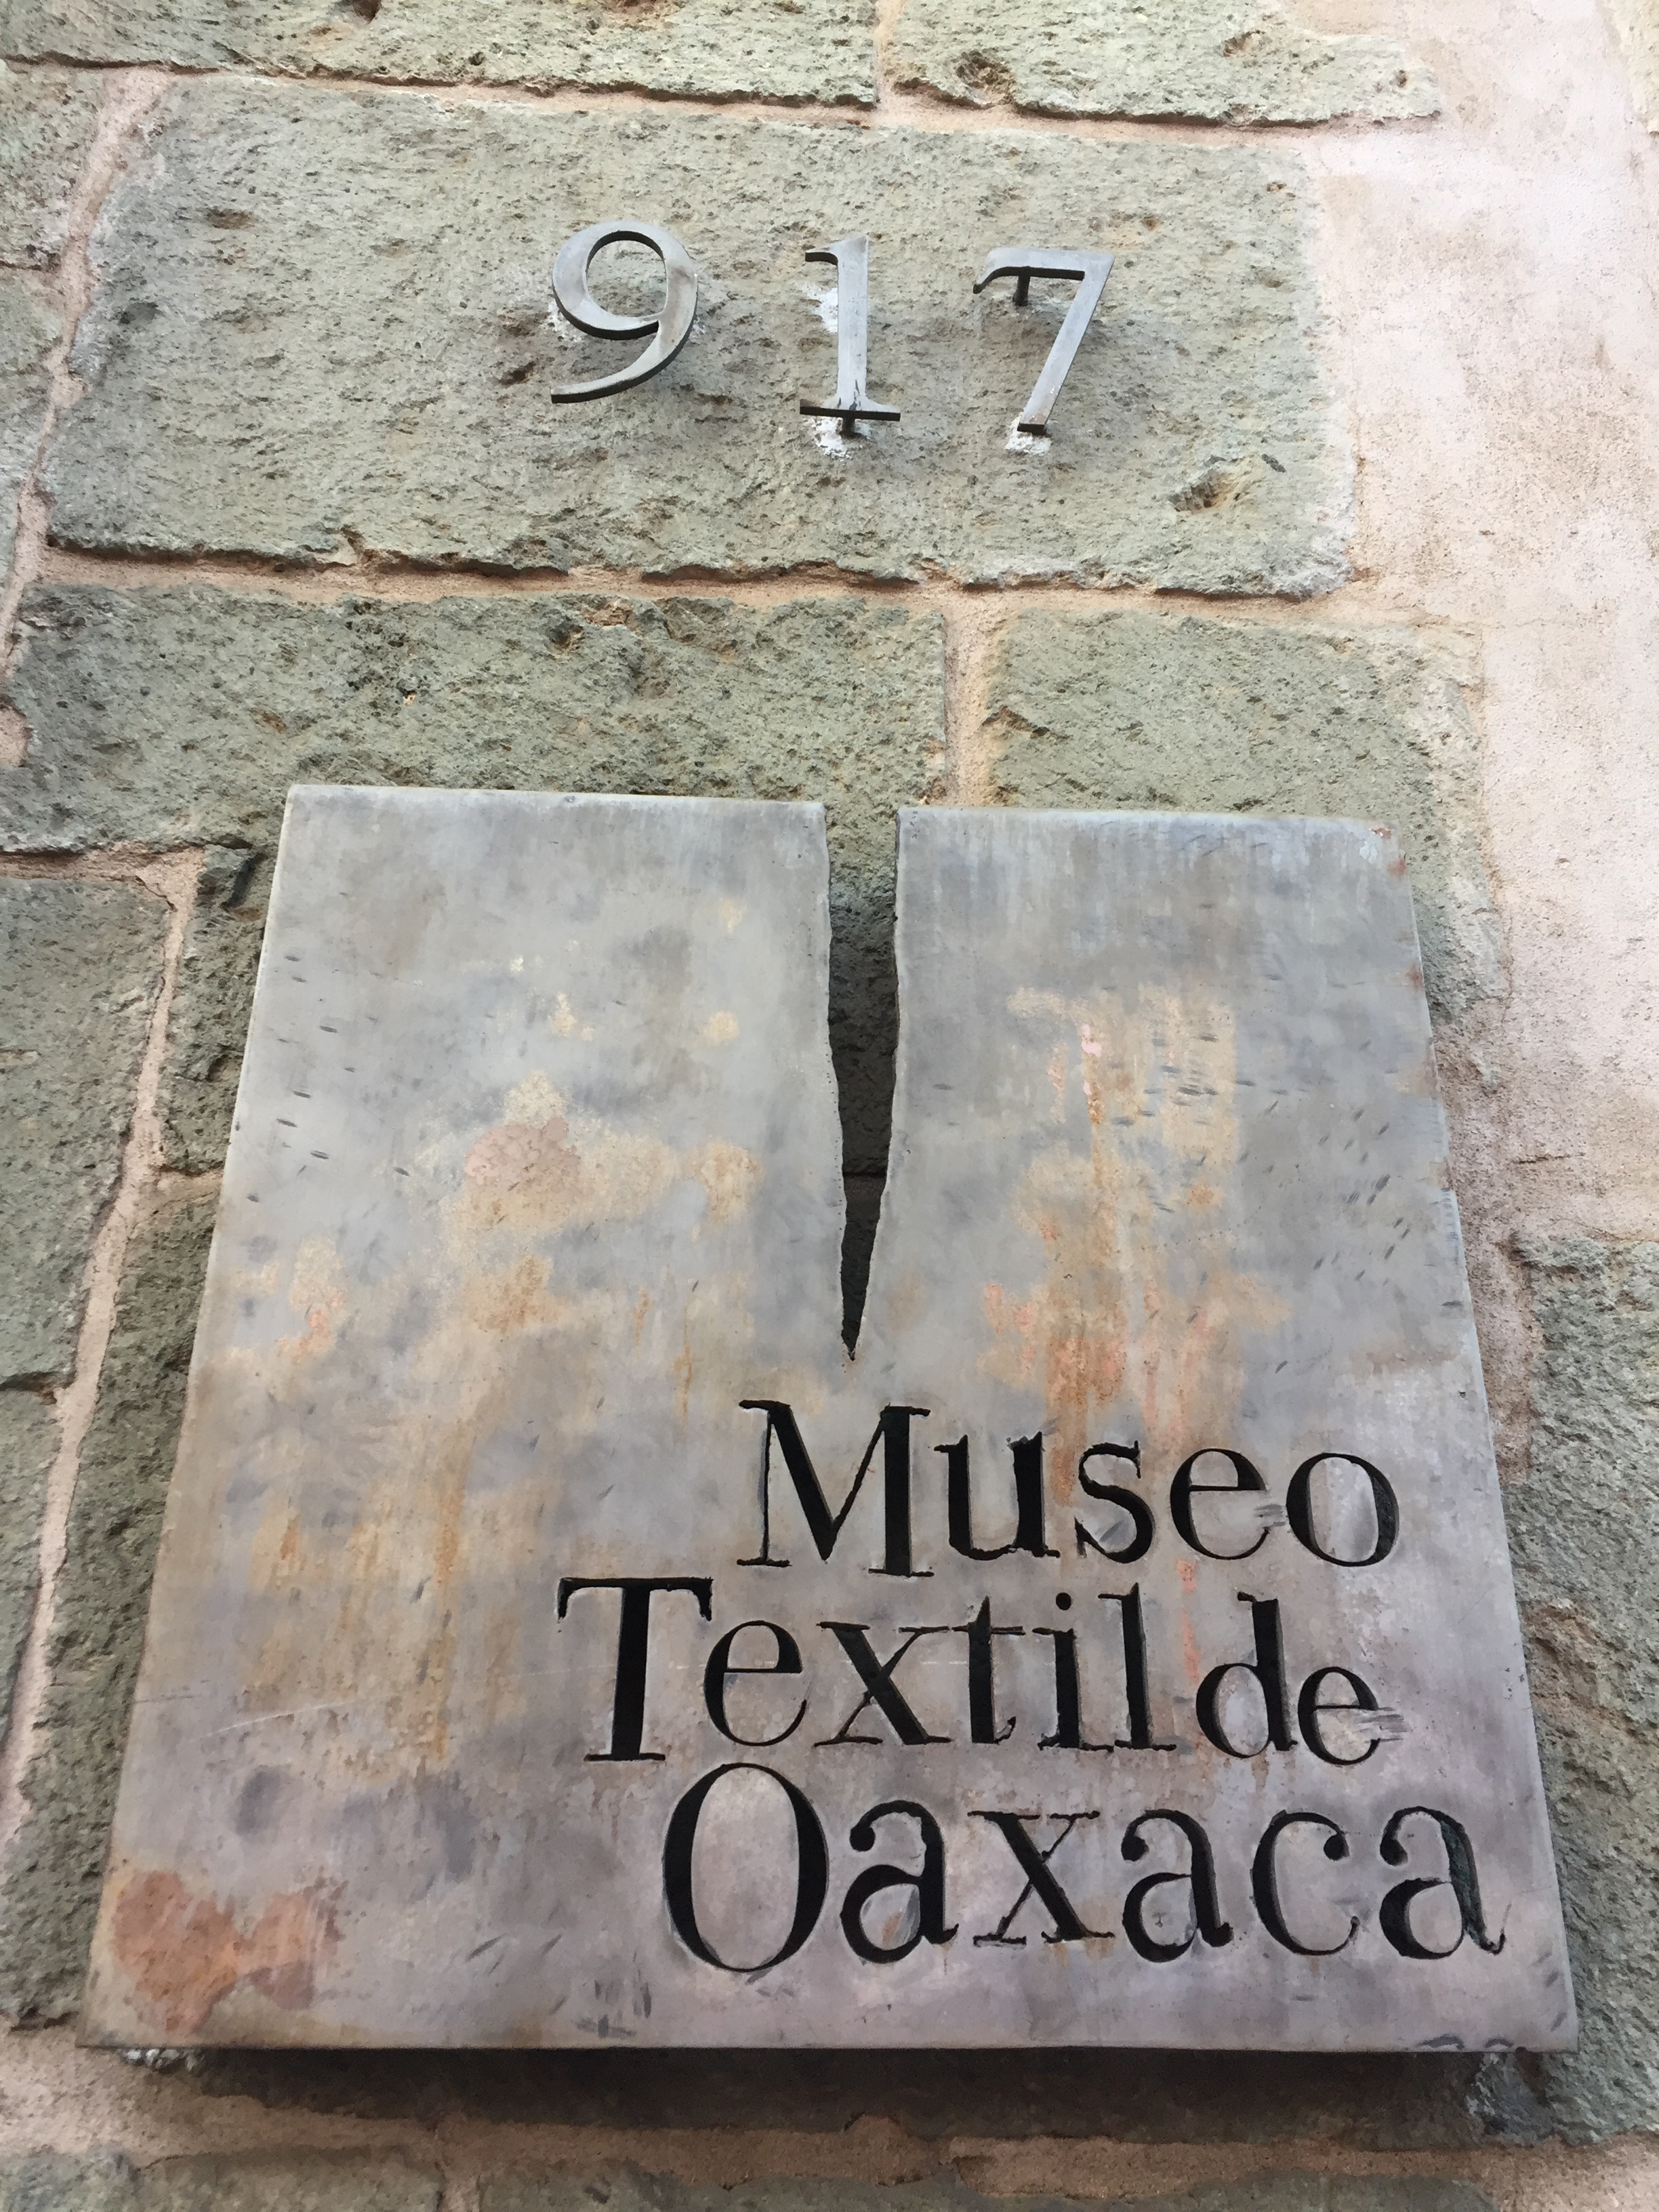 917
Museo
Textil de
Oaxaca